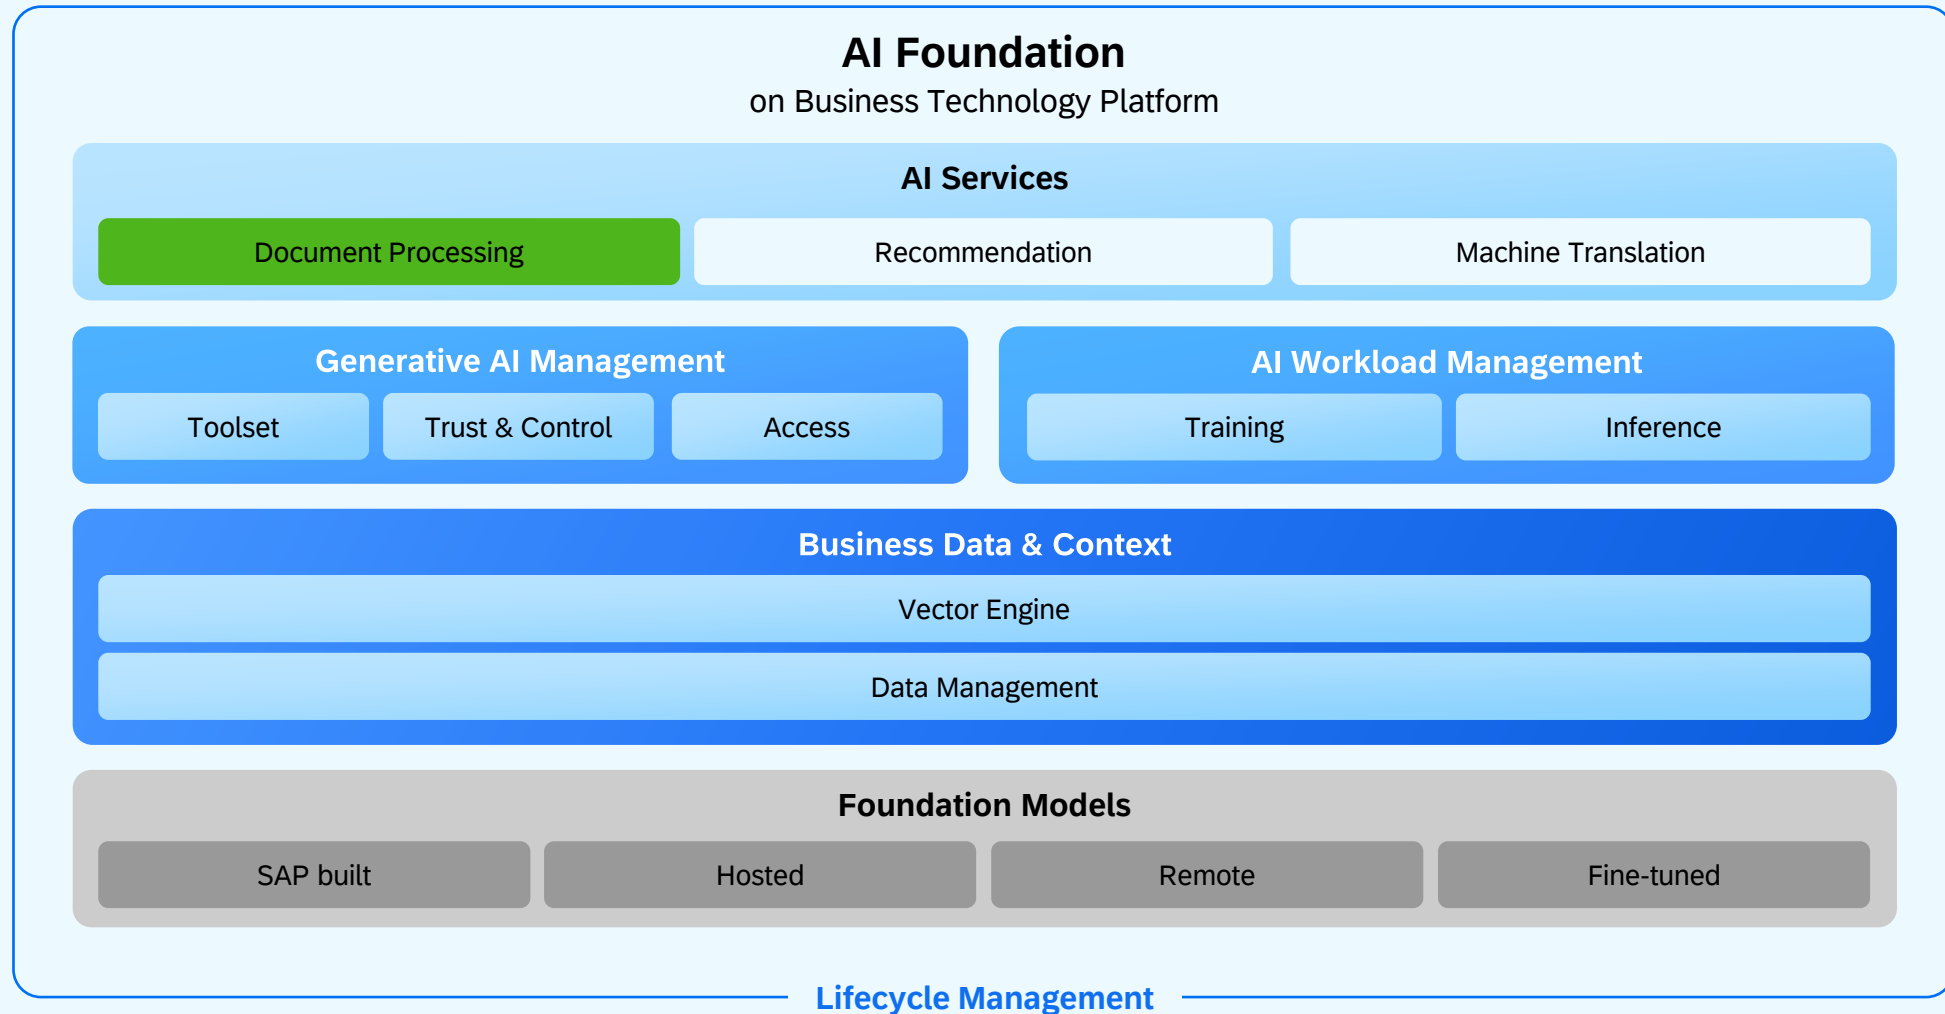 AI Foundation
on Business Technology Platform
AI Services
Document Processing
Recommendation
Machine Translation
Generative AI Management
Toolset
Trust & Control
Access
AI Workload Management
Training
Inference
Business Data & Context
Vector Engine
Data Management
Foundation Models
SAP built
Hosted
Remote
Fine-tuned
Lifecycle Management